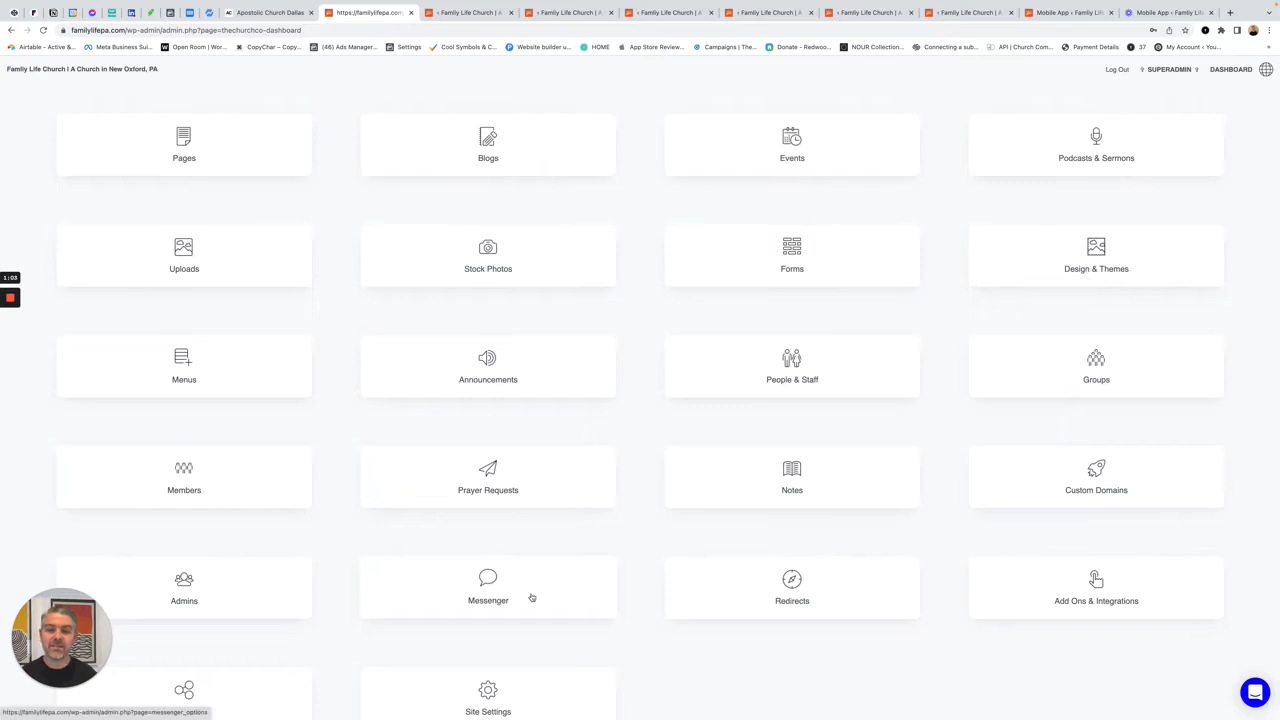 Apostolic Church Dallas
https://familylifepa.com
‹ Family Life Church | A
‹ Family Life Church | A
‹ Family Life Church | A
‹ Family Life Church | A
‹ Family Life Church | A
‹ Family Life Church | A
Mobile App ‹ Family Li
Mobile App ‹ Family Li
familylifepa.com/wp-admin/admin.php?page=thechurchco-dashboard
Airtable - Active &...
Meta Business Sui...
Open Room | Wor...
CopyChar – Copy...
(46) Ads Manager...
Settings
Cool Symbols & C...
Website builder u...
HOME
App Store Review...
Campaigns | The...
Donate - Redwoo...
NOUR Collection...
Connecting a sub...
API | Church Com...
Payment Details
37
My Account ‹ You...
»
Family Life Church | A Church in New Oxford, PA
Log Out
SUPERADMIN
DASHBOARD
Pages
Blogs
Events
Podcasts & Sermons
Uploads
Stock Photos
Forms
Design & Themes
1:03
Menus
Announcements
People & Staff
Groups
Members
Prayer Requests
Notes
Custom Domains
Admins
Messenger
Redirects
Add Ons & Integrations
Site Settings
https://familylifepa.com/wp-admin/admin.php?page=messenger_options